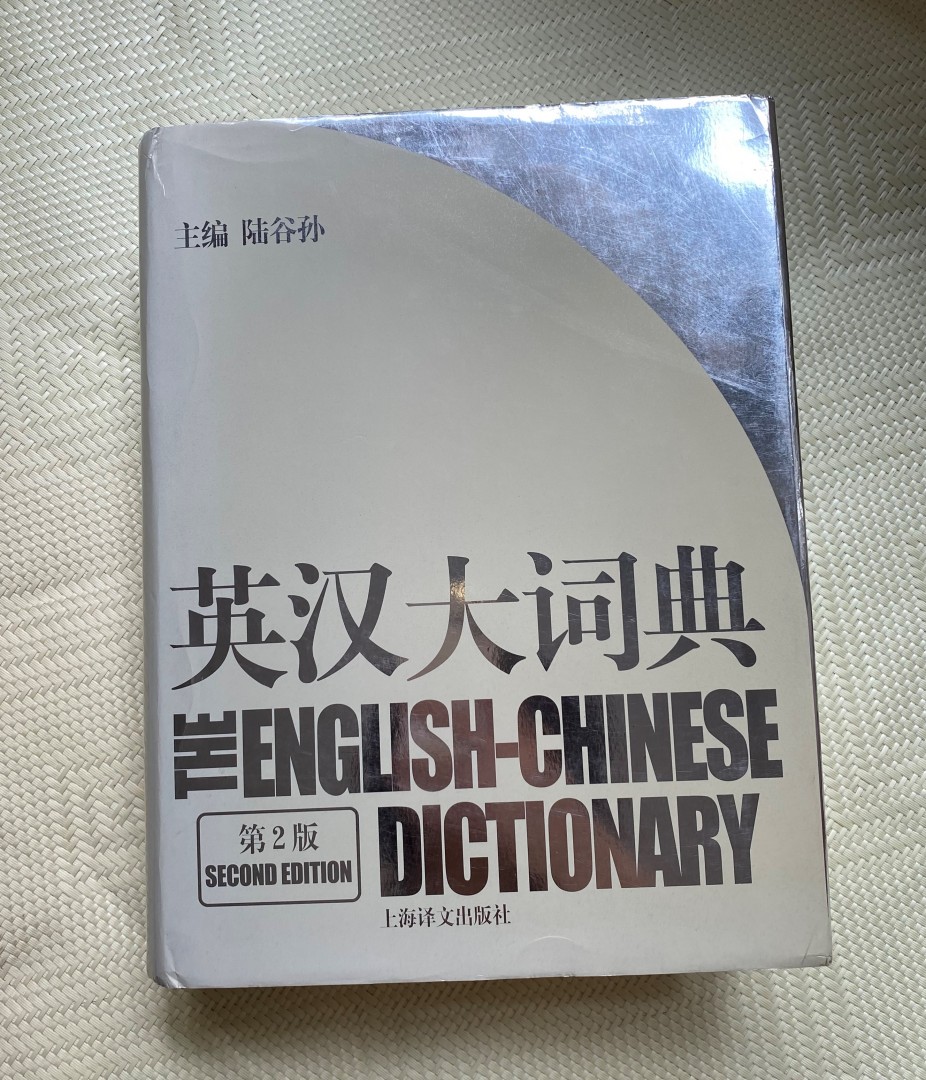 主编 陆谷孙
英汉大词典
THE ENGLISH-CHINESE
DICTIONARY
第2版
SECOND EDITION
上海译文出版社